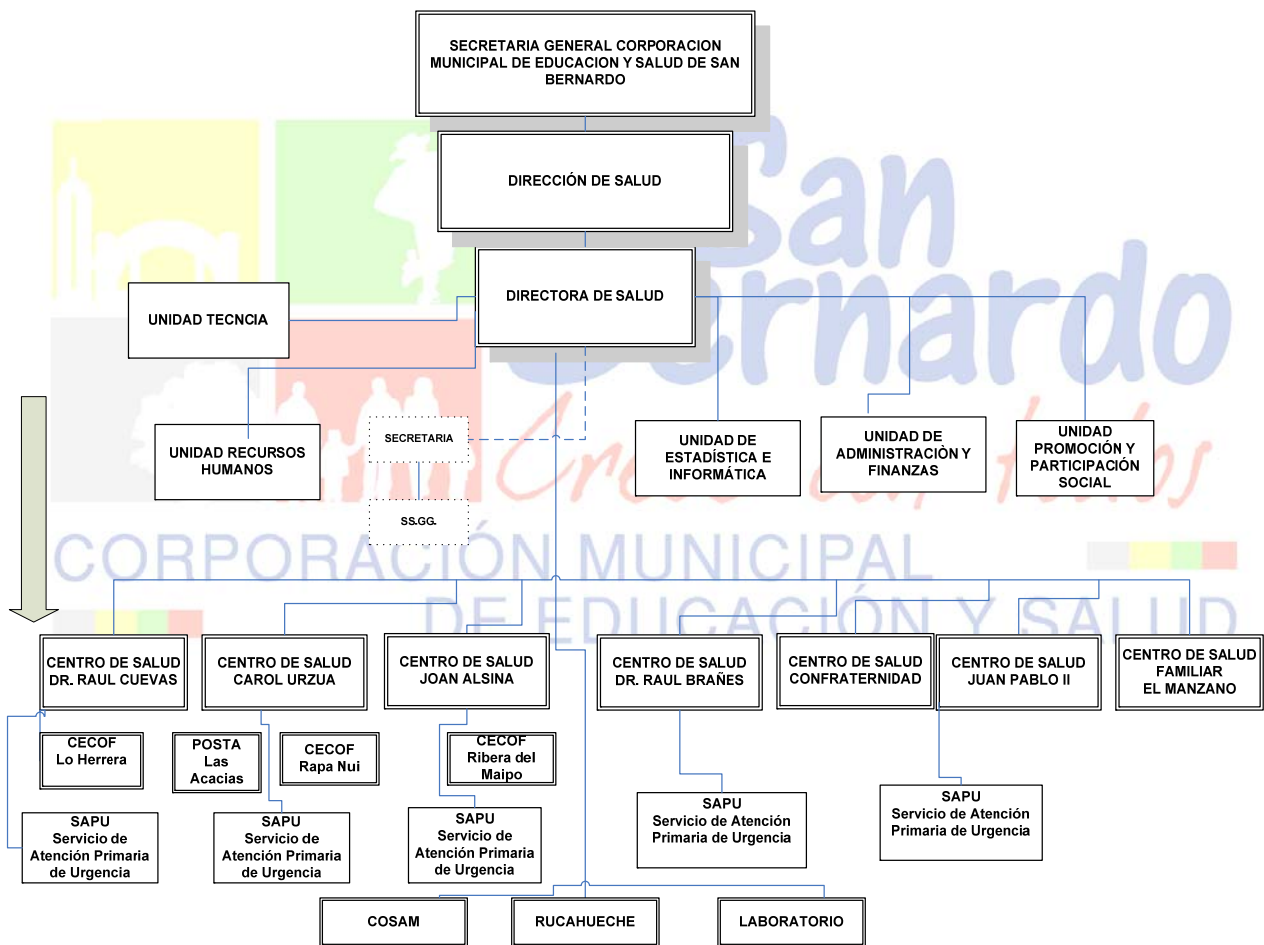 SECRETARIA GENERAL CORPORACION
MUNICIPAL DE EDUCACION Y SALUD DE SAN
BERNARDO
DIRECCIÓN DE SALUD
DIRECTORA DE SALUD
San
Bernardo
Crece con todos
CORPORACIÓN MUNICIPAL
DE EDUCACIÓN Y SALUD
UNIDAD TECNCIA
UNIDAD RECURSOS
HUMANOS
SECRETARIA
SS.GG.
UNIDAD DE
ESTADÍSTICA E
INFORMÁTICA
UNIDAD DE
ADMINISTRACIÒN Y
FINANZAS
UNIDAD
PROMOCIÓN Y
PARTICIPACIÓN
SOCIAL
CENTRO DE SALUD
DR. RAUL CUEVAS
CENTRO DE SALUD
CAROL URZUA
CENTRO DE SALUD
JOAN ALSINA
CENTRO DE SALUD
DR. RAUL BRAÑES
CENTRO DE SALUD
CONFRATERNIDAD
CENTRO DE SALUD
JUAN PABLO II
CENTRO DE SALUD
FAMILIAR
EL MANZANO
CECOF
Lo Herrera
POSTA
Las
Acacias
CECOF
Rapa Nui
CECOF
Ribera del
Maipo
SAPU
Servicio de
Atención Primaria
de Urgencia
SAPU
Servicio de
Atención Primaria
de Urgencia
SAPU
Servicio de
Atención Primaria
de Urgencia
SAPU
Servicio de Atención
Primaria de Urgencia
SAPU
Servicio de Atención
Primaria de Urgencia
COSAM
RUCAHUECHE
LABORATORIO